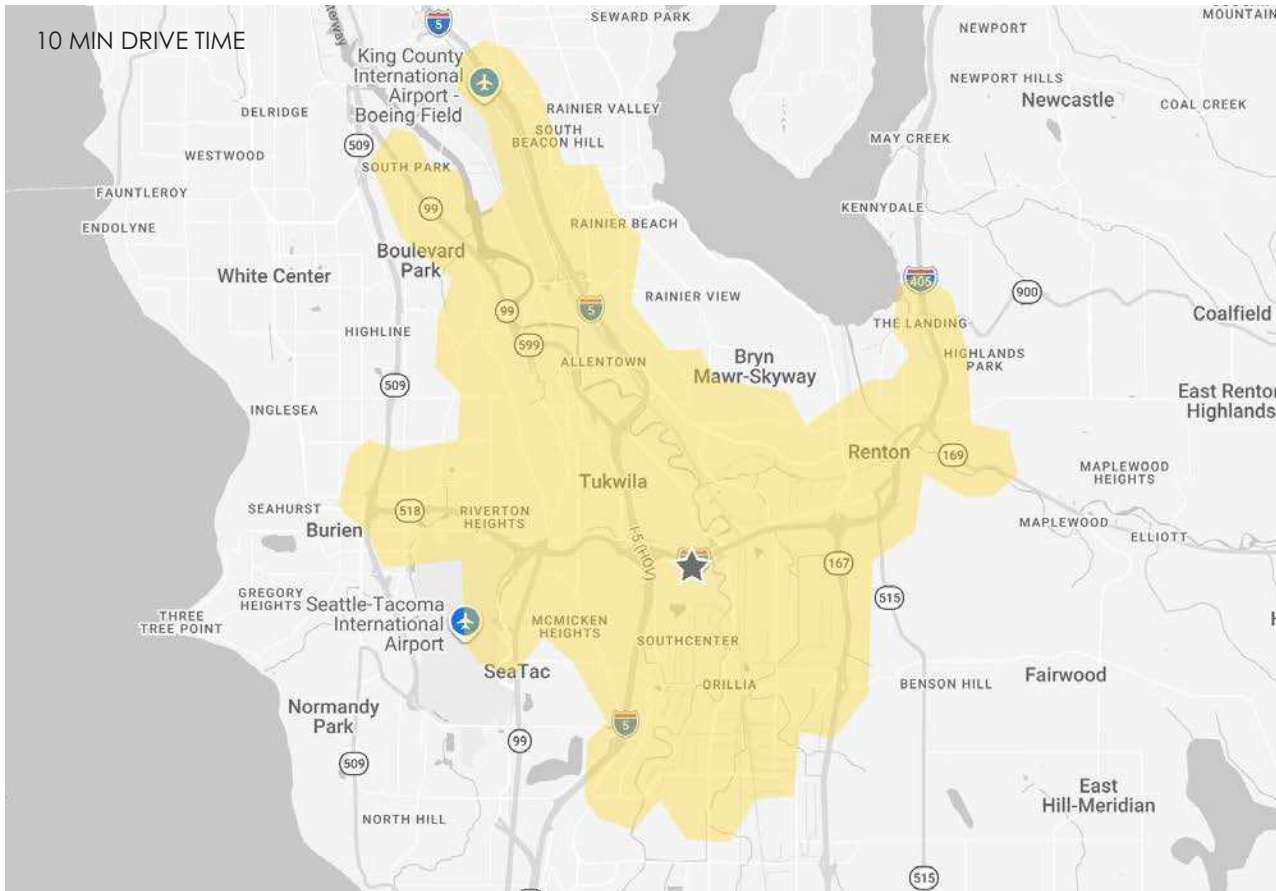 10 MIN DRIVE TIME
5
SEWARD PARK
MOUNTAIN
NEWPORT
King County
International
Airport -
Boeing Field
NEWPORT HILLS
Newcastle
COAL CREEK
DELRIDGE
RAINIER VALLEY
SOUTH
BEACON HILL
MAY CREEK
509
WESTWOOD
SOUTH PARK
FAUNTLEROY
99
KENNYDALE
ENDOLYNE
RAINIER BEACH
Boulevard
Park
White Center
405
900
RAINIER VIEW
5
99
THE LANDING
Coalfield
HIGHLINE
599
ALLENTOWN
Bryn
Mawr-Skyway
HIGHLANDS
PARK
509
East Renton
Highlands
INGLESEA
Renton
169
MAPLEWOOD
HEIGHTS
Tukwila
SEAHURST
518
RIVERTON
HEIGHTS
Burien
MAPLEWOOD
ELLIOTT
I-5 (HOV)
167
GREGORY
HEIGHTS
Seattle-Tacoma
International
Airport
515
THREE
TREE POINT
MCMICKEN
HEIGHTS
SOUTHCENTER
SeaTac
ORILLIA
BENSON HILL
Fairwood
Normandy
Park
5
99
509
East
Hill-Meridian
NORTH HILL
515